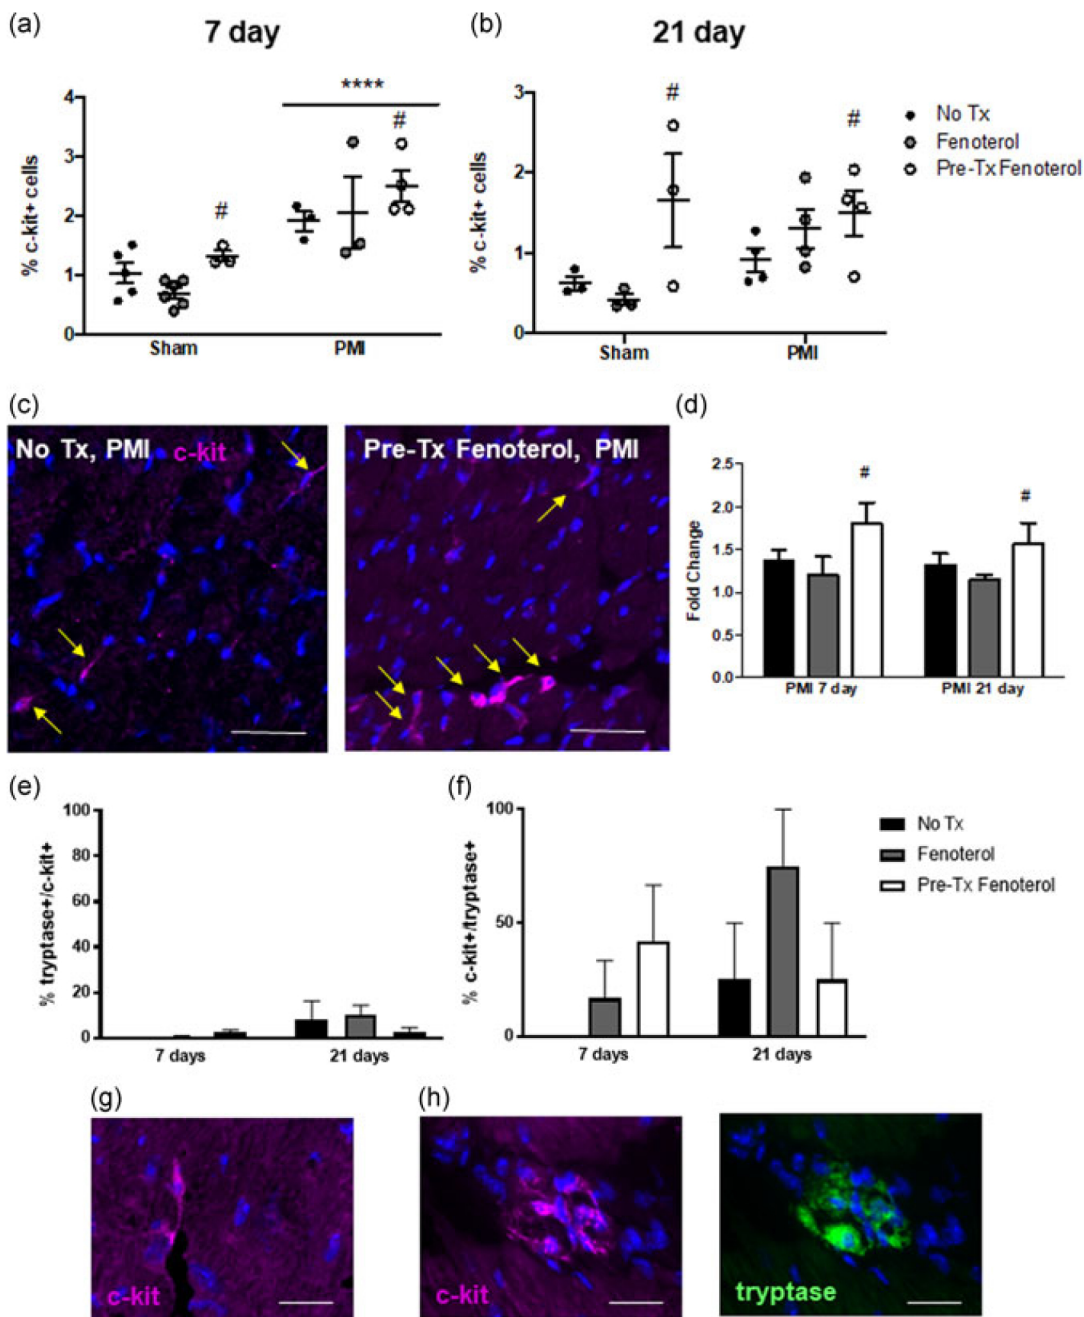 (a)
7 day
% c-kit+ cells
4
3
2
1
0
****
#
#
Sham
PMI
(b)
21 day
% c-kit+ cells
3
2
1
0
#
#
Sham
PMI
No Tx
Fenoterol
Pre-Tx Fenoterol
(c)
No Tx, PMI
c-kit
Pre-Tx Fenoterol, PMI
(d)
Fold Change
2.5
2.0
1.5
1.0
0.5
0.0
#
#
PMI 7 day
PMI 21 day
(e)
% tryptase+/c-kit+
100
80
60
40
20
0
7 days
21 days
(f)
% c-kit+/tryptase+
100
50
0
7 days
21 days
No Tx
Fenoterol
Pre-Tx Fenoterol
(g)
c-kit
(h)
c-kit
tryptase